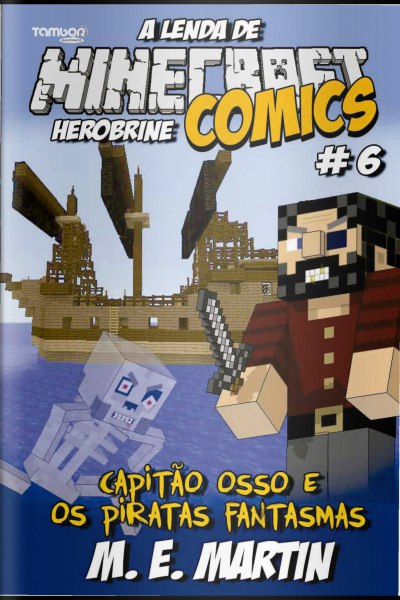 Tambor
A LENDA DE
MINECRAFT
HEROBRINE COMICS
# 6
CAPITÃO OSSO E
OS PIRATAS FANTASMAS
M. E. MARTIN